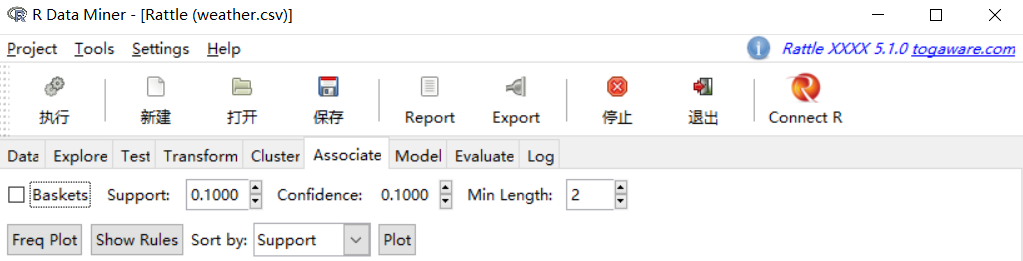 R Data Miner - [Rattle (weather.csv)]
Project Tools Settings Help Rattle XXXX 5.1.0 togaware.com
执行 新建 打开 保存 Report Export 停止 退出 Connect R
Data Explore Test Transform Cluster Associate Model Evaluate Log
Baskets Support: 0.1000 Confidence: 0.1000 Min Length: 2
Freq Plot Show Rules Sort by: Support Plot